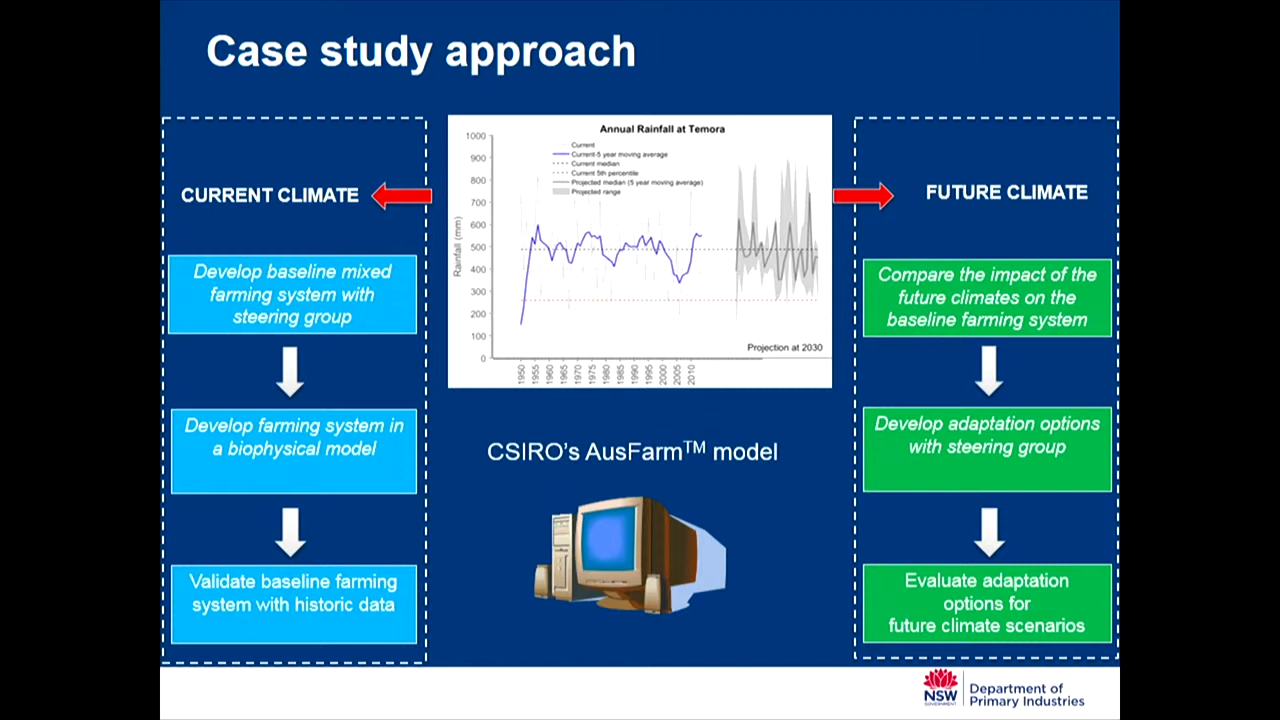 Case study approach
CURRENT CLIMATE
Develop baseline mixed
farming system with
steering group
Develop farming system in
a biophysical model
Validate baseline farming
system with historic data
Annual Rainfall at Temora
Current
Current-5 year moving average
Current median
Current 5th percentile
Projected median (5 year moving average)
Projected range
Rainfall (mm)
1000
900
800
700
600
500
400
300
200
100
0
1950
1955
1960
1965
1970
1975
1980
1985
1990
1995
2000
2005
2010
Projection at 2030
CSIRO's AusFarm™ model
FUTURE CLIMATE
Compare the impact of the
future climates on the
baseline farming system
Develop adaptation options
with steering group
Evaluate adaptation
options for
future climate scenarios
NSW
GOVERNMENT
Department of
Primary Industries